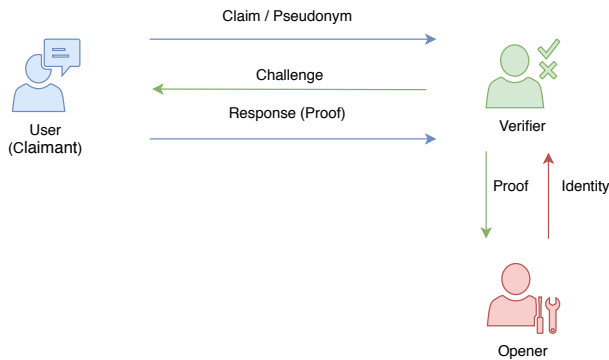 Claim / Pseudonym
Challenge
Response (Proof)
User
(Claimant)
Verifier
Proof
Identity
Opener